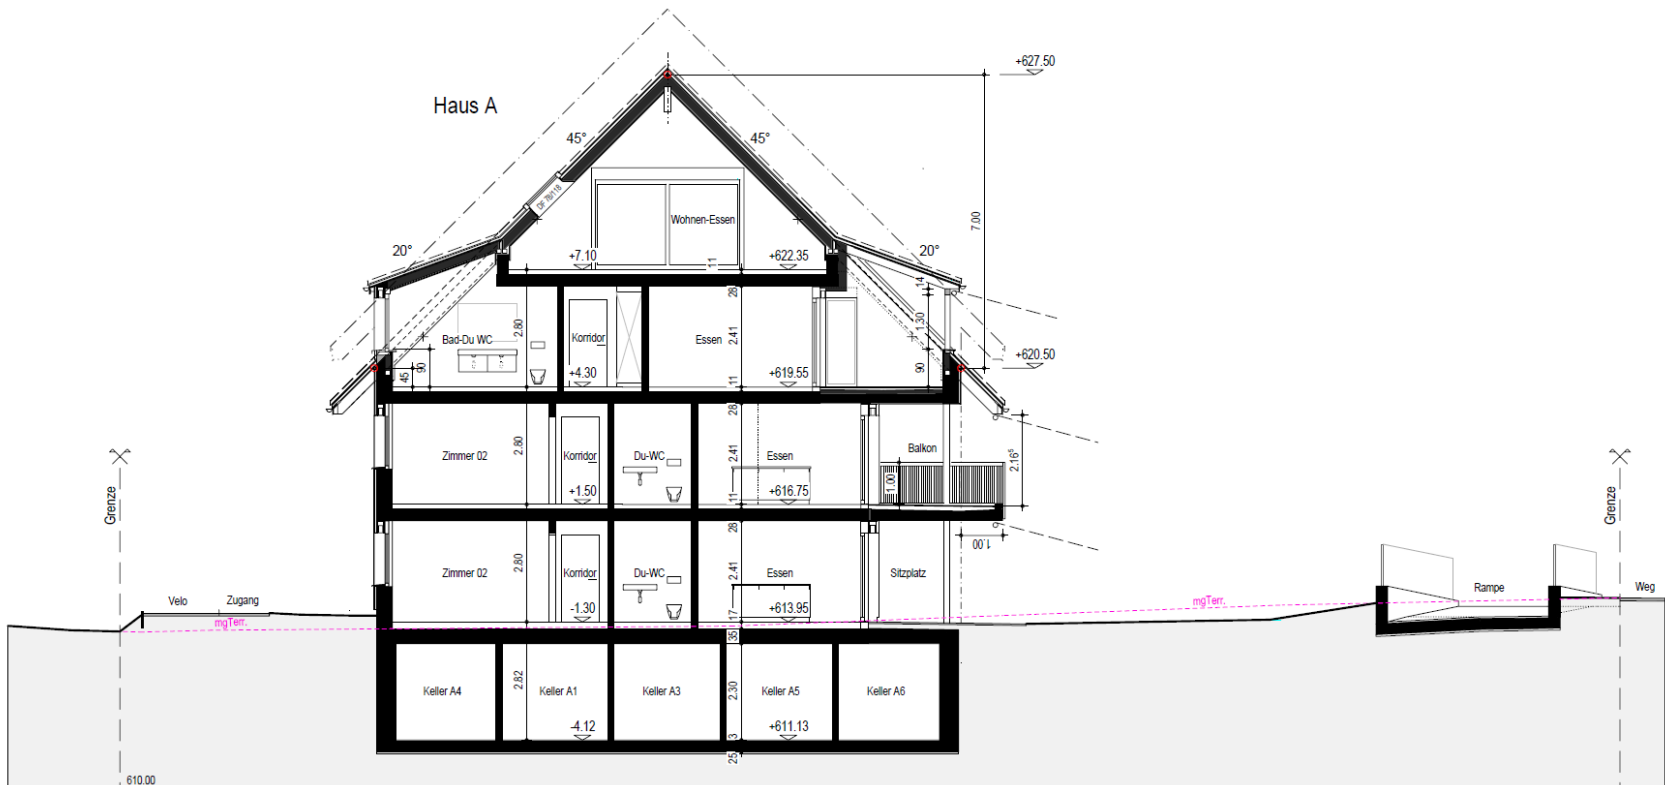 +627.50
Haus A
45°
45°
DF 78/118
7.00
Wohnen-Essen
20°
20°
+7.10
11
+622.35
14
28
2.80
2.41
1.30
Bad-Du WC
Korridor
Essen
+620.50
45
90
+4.30
11
+619.55
90
28
2.80
2.41
Zimmer 02
Korridor
Du-WC
Essen
Balkon
2.16⁵
1.00
+1.50
11
+616.75
Grenze
Grenze
28
1.00
2.80
2.41
Zimmer 02
Korridor
Du-WC
Essen
Sitzplatz
Velo
Zugang
-1.30
17
+613.95
mgTerr.
mgTerr.
Rampe
Weg
35
2.82
2.30
Keller A4
Keller A1
Keller A3
Keller A5
Keller A6
-4.12
+611.13
3
25
610.00